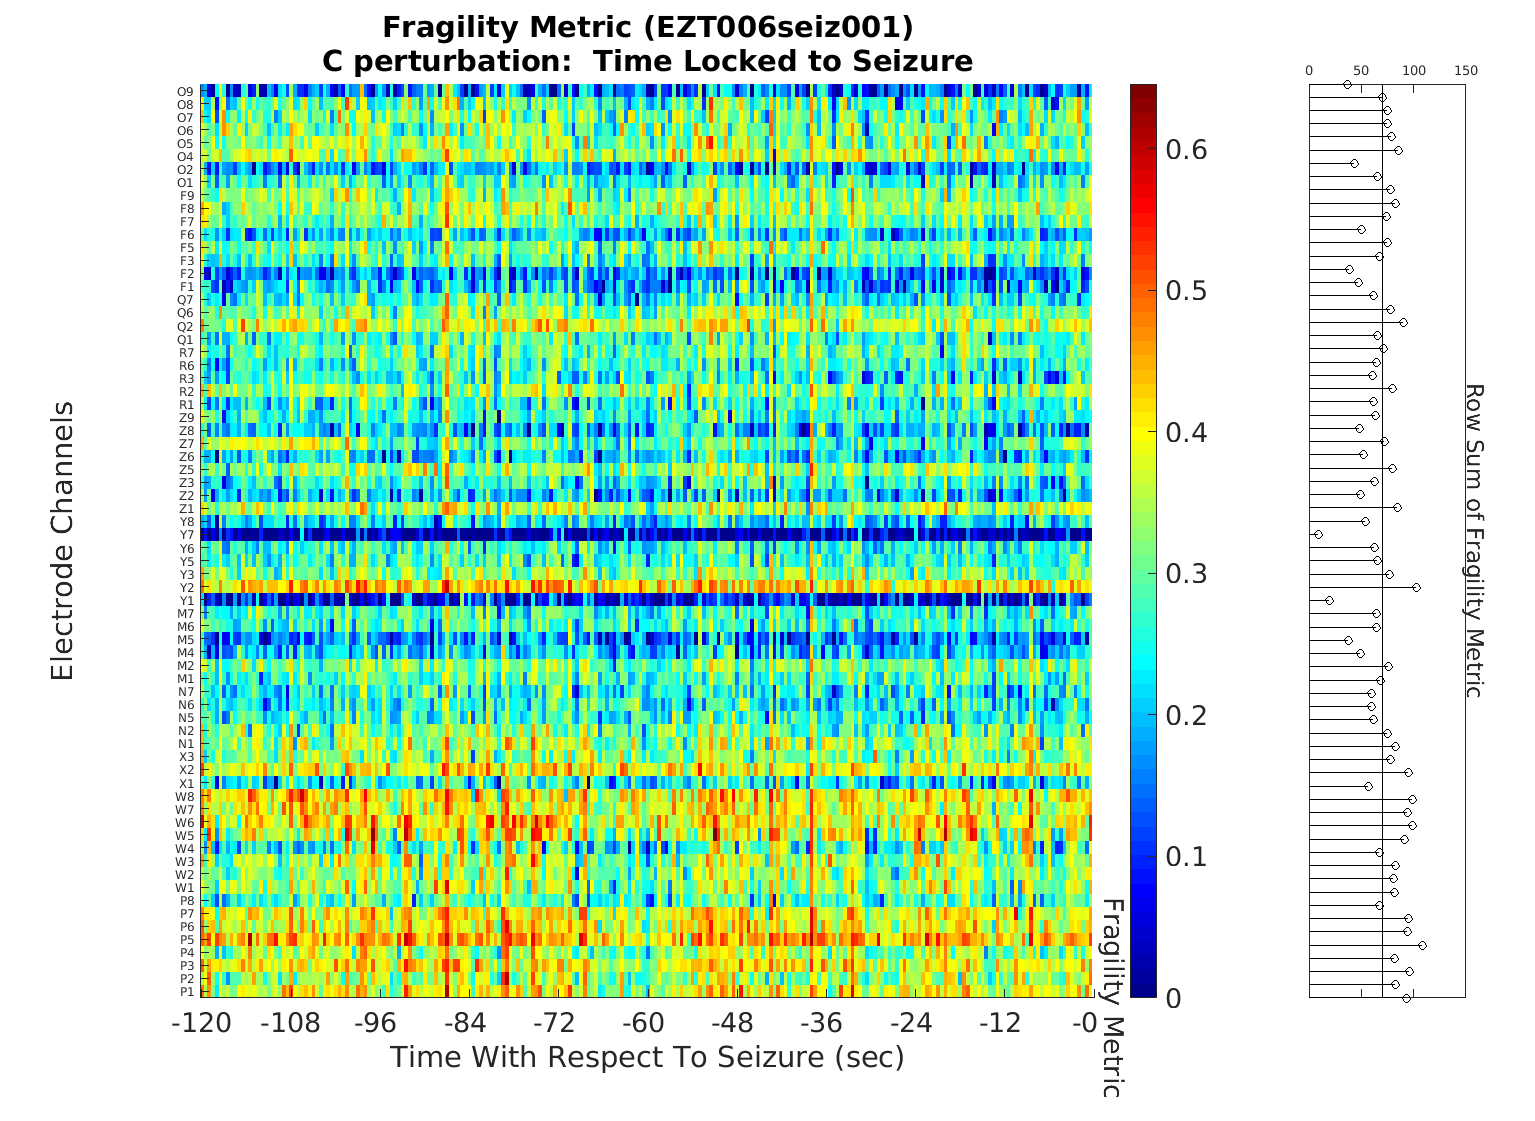 Fragility Metric (EZT006seiz001)
C perturbation:  Time Locked to Seizure
Electrode Channels
O9
O8
O7
O6
O5
O4
O2
O1
F9
F8
F7
F6
F5
F3
F2
F1
Q7
Q6
Q2
Q1
R7
R6
R3
R2
R1
Z9
Z8
Z7
Z6
Z5
Z3
Z2
Z1
Y8
Y7
Y6
Y5
Y3
Y2
Y1
M7
M6
M5
M4
M2
M1
N7
N6
N5
N2
N1
X3
X2
X1
W8
W7
W6
W5
W4
W3
W2
W1
P8
P7
P6
P5
P4
P3
P2
P1
-120 -108 -96 -84 -72 -60 -48 -36 -24 -12 -0
Time With Respect To Seizure (sec)
0.6
0.5
0.4
0.3
0.2
0.1
0
Fragility Metric
0 50 100 150
Row Sum of Fragility Metric